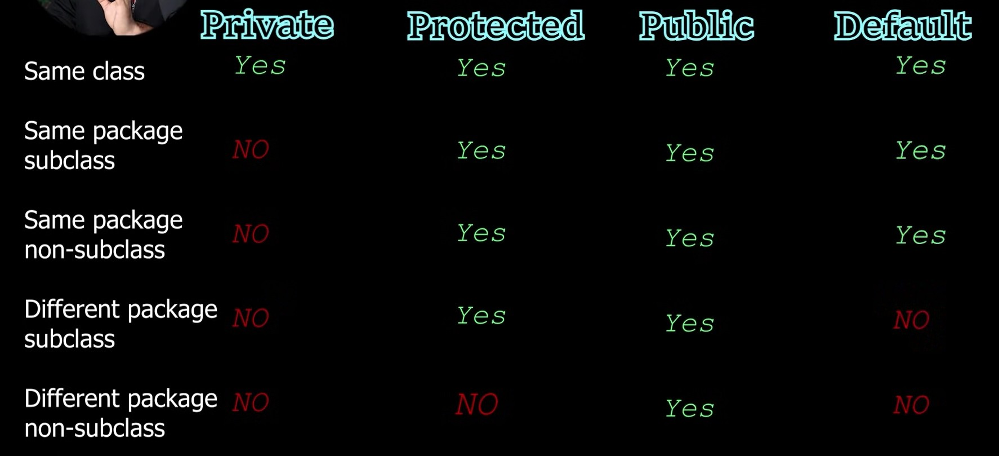 Private Protected Public Default
Same class Yes Yes Yes Yes
Same package
subclass NO Yes Yes Yes
Same package
non-subclass NO Yes Yes Yes
Different package
subclass NO Yes Yes NO
Different package
non-subclass NO NO Yes NO